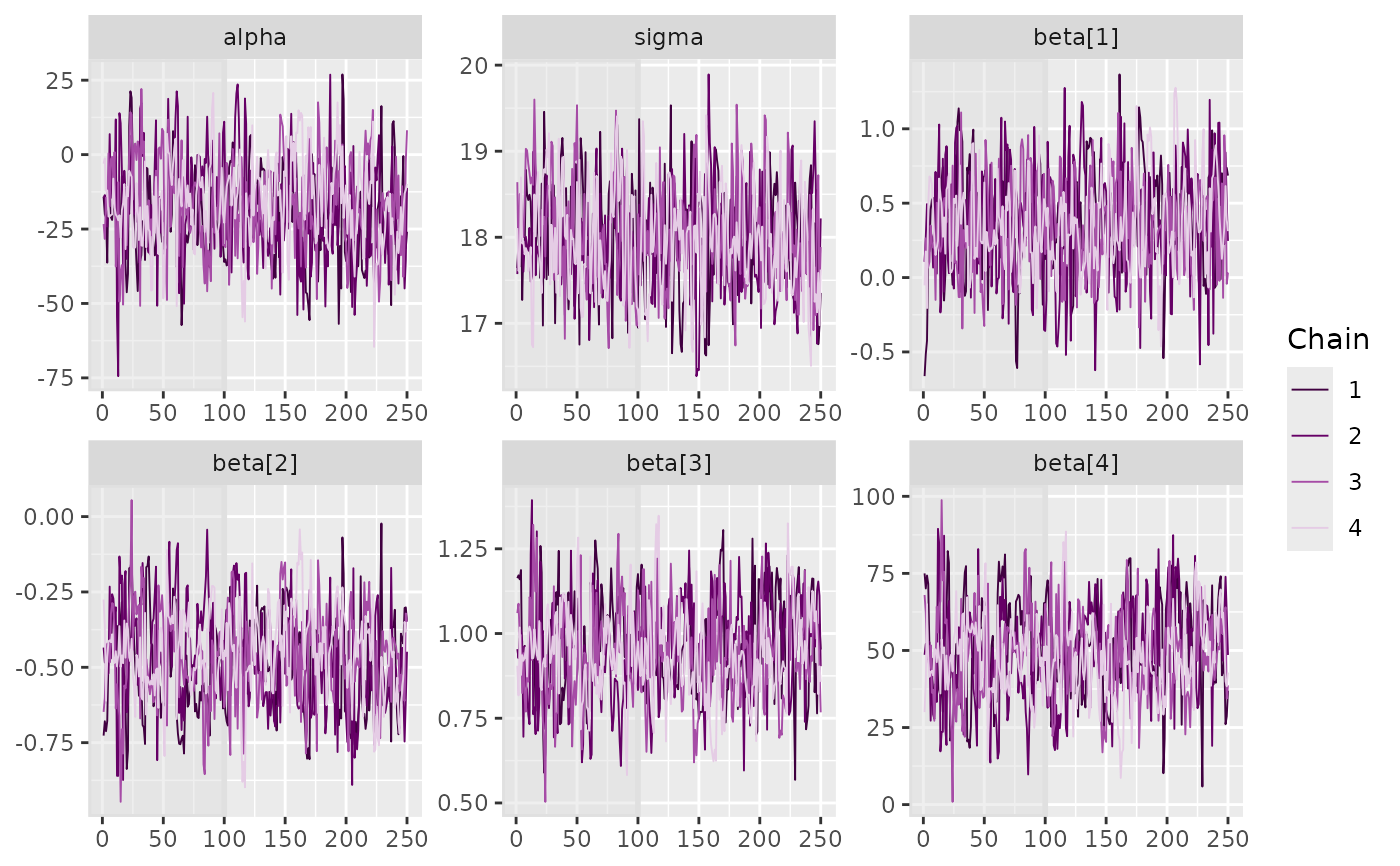 alpha
sigma
beta[1]
25
0
-25
-50
-75
20
19
18
17
1.0
0.5
0.0
-0.5
0 50 100 150 200 250
0 50 100 150 200 250
0 50 100 150 200 250
beta[2]
beta[3]
beta[4]
0.00
-0.25
-0.50
-0.75
1.25
1.00
0.75
0.50
100
75
50
25
0
0 50 100 150 200 250
0 50 100 150 200 250
0 50 100 150 200 250
Chain
1
2
3
4